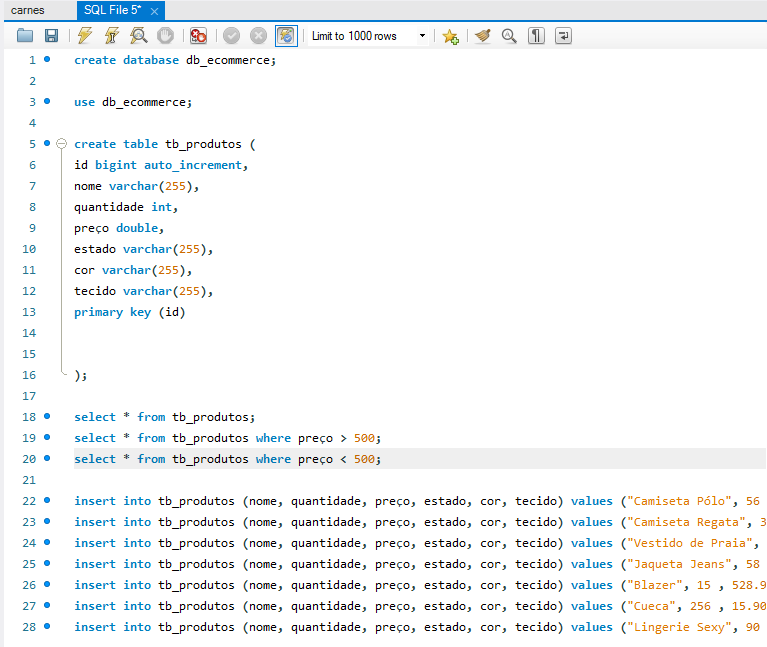 carnes SQL File 5*
Limit to 1000 rows
1 create database db_ecommerce;
2
3 use db_ecommerce;
4
5 create table tb_produtos (
6 id bigint auto_increment,
7 nome varchar(255),
8 quantidade int,
9 preço double,
10 estado varchar(255),
11 cor varchar(255),
12 tecido varchar(255),
13 primary key (id)
14
15
16 );
17
18 select * from tb_produtos;
19 select * from tb_produtos where preço > 500;
20 select * from tb_produtos where preço < 500;
21
22 insert into tb_produtos (nome, quantidade, preço, estado, cor, tecido) values ("Camiseta Pólo", 56
23 insert into tb_produtos (nome, quantidade, preço, estado, cor, tecido) values ("Camiseta Regata", 3
24 insert into tb_produtos (nome, quantidade, preço, estado, cor, tecido) values ("Vestido de Praia",
25 insert into tb_produtos (nome, quantidade, preço, estado, cor, tecido) values ("Jaqueta Jeans", 58
26 insert into tb_produtos (nome, quantidade, preço, estado, cor, tecido) values ("Blazer", 15 , 528.9
27 insert into tb_produtos (nome, quantidade, preço, estado, cor, tecido) values ("Cueca", 256 , 15.90
28 insert into tb_produtos (nome, quantidade, preço, estado, cor, tecido) values ("Lingerie Sexy", 90